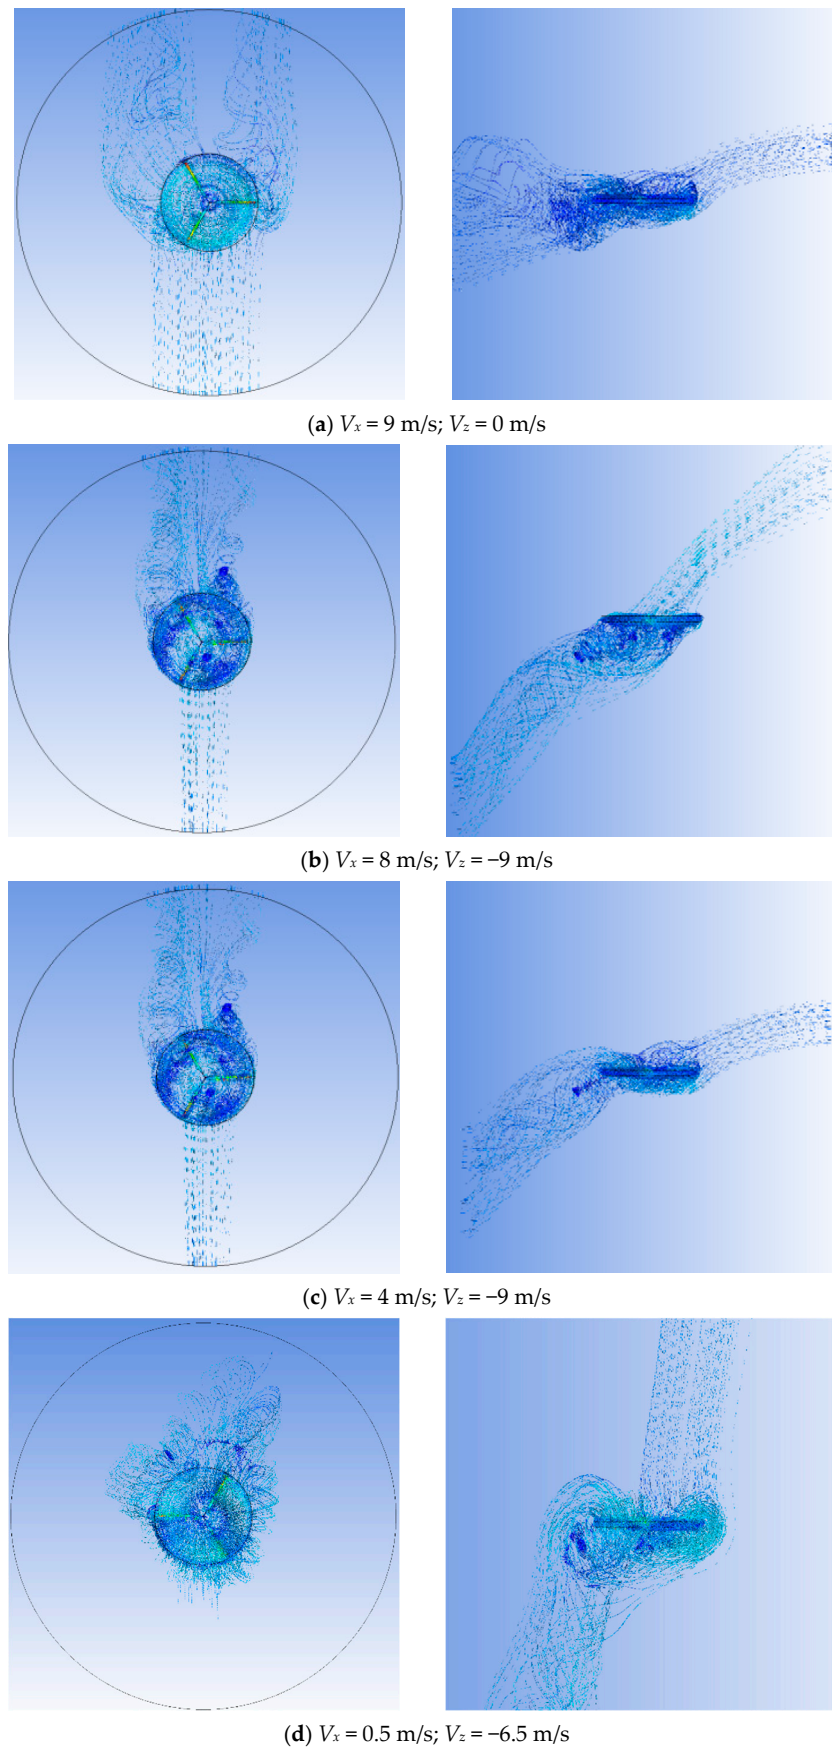 (a) Vx = 9 m/s; Vz = 0 m/s
(b) Vx = 8 m/s; Vz = −9 m/s
(c) Vx = 4 m/s; Vz = −9 m/s
(d) Vx = 0.5 m/s; Vz = −6.5 m/s